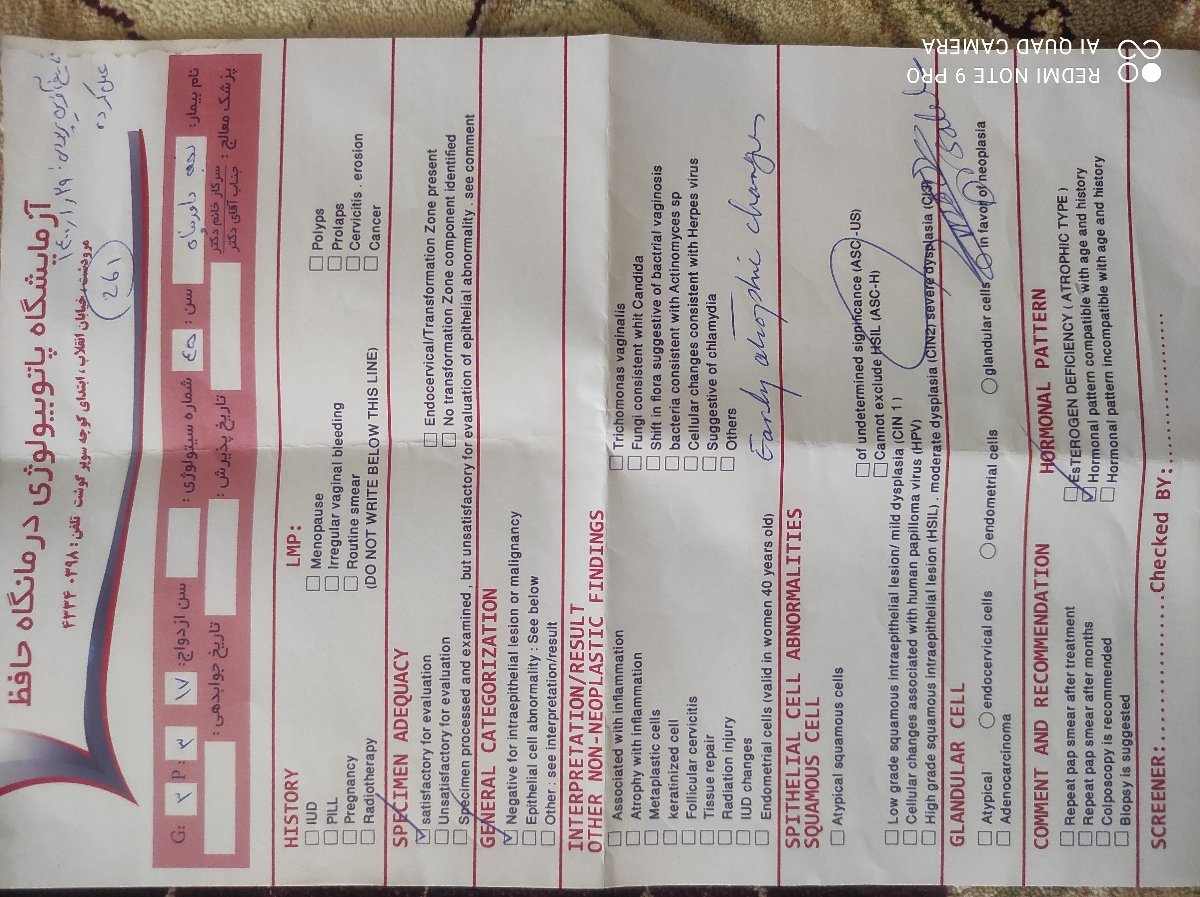 آزمایشگاه پاتوبیولوژی درمانگاه حافظ
مرودشت، خیابان انقلاب، ابتدای کوچه سوپر گوشت تلفن: ۴۳۳۴۰۳۹۸
(261)
نام بیمار: سن: ۴۵ شماره سیتولوژی: سن ازدواج: ۱۷ P: ۳ G: ۳
پزشک معالج: سرکار خانم دکتر
جناب آقای دکتر
تاریخ پذیرش: تاریخ جوابدهی:
HISTORY LMP:
IUD Menopause Polyps
PILL Irregular vaginal bleeding Prolaps
Pregnancy Routine smear Cervicitis . erosion
Radiotherapy (DO NOT WRITE BELOW THIS LINE) Cancer
SPECIMEN ADEQUACY
satisfactory for evaluation Endocervical/Transformation Zone present
Unsatisfactory for evaluation No transformation Zone component identified
Specimen processed and examined , but unsatisfactory for evaluation of epithelial abnormality . see comment
GENERAL CATEGORIZATION
Negative for intraepithelial lesion or malignancy
Epithelial cell abnormality : See below
Other : see interpretation/result
INTERPRETATION/RESULT
OTHER NON-NEOPLASTIC FINDINGS
Associated with inflammation Trichomonas vaginalis
Atrophy with inflammation Fungi consistent whit Candida
Metaplastic cells Shift in flora suggestive of bactrial vaginosis
keratinized cell bacteria consistent with Actinomyces sp
Follicular cervicitis Cellular changes consistent with Herpes virus
Tissue repair Suggestive of chlamydia
Radiation injury Others
IUD changes
Endometrial cells (valid in women 40 years old) Early atrophic changes
SPITHELIAL CELL ABNORMALITIES
SQUAMOUS CELL
Atypical squamous cells of undetermined significance (ASC-US)
Cannot exclude HSIL (ASC-H)
Low grade squamous intraepithelial lesion/ mild dysplasia (CIN 1)
Cellular changes associated with human papilloma virus (HPV)
High grade squamous intraepithelial lesion (HSIL) . moderate dysplasia (CIN2) severe dysplasia (CIN3)
GLANDULAR CELL
Atypical endocervical cells endometrial cells glandular cells in favor of neoplasia
Adenocarcinoma
COMMENT AND RECOMMENDATION HORMONAL PATTERN
Repeat pap smear after treatment EsTEROGEN DEFICIENCY ( ATROPHIC TYPE )
Repeat pap smear after months Hormonal pattern compatible with age and history
Colposcopy is recommended Hormonal pattern incompatible with age and history
Biopsy is suggested
SCREENER:....................Checked BY:....................
REDMI NOTE 9 PRO
AI QUAD CAMERA